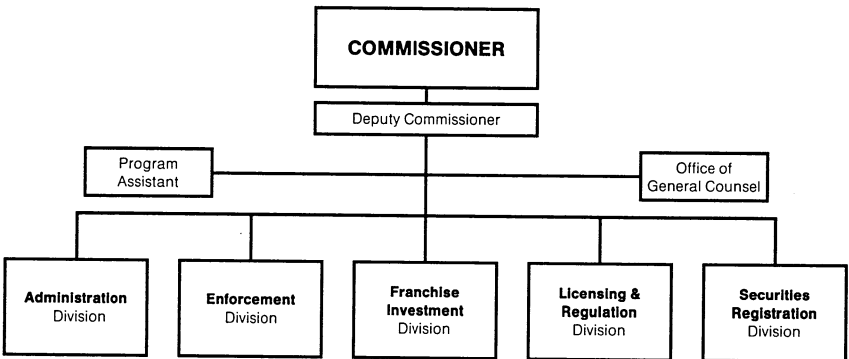 COMMISSIONER
Deputy Commissioner
Program
Assistant
Office of
General Counsel
Administration
Division
Enforcement
Division
Franchise
Investment
Division
Licensing &
Regulation
Division
Securities
Registration
Division